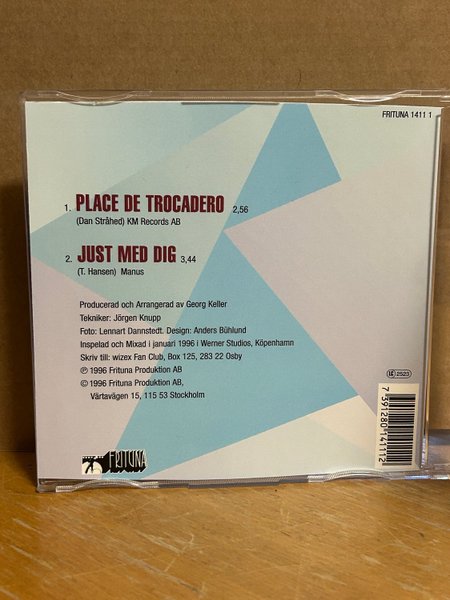 FRITUNA 1411 1
1. PLACE DE TROCADERO 2,56
(Dan Stråhed) KM Records AB
2. JUST MED DIG 3,44
(T. Hansen) Manus
Producerad och Arrangerad av Georg Keller
Tekniker: Jörgen Knupp
Foto: Lennart Dannstedt. Design: Anders Bühlund
Inspelad och Mixad i januari 1996 i Werner Studios, Köpenhamn
Skriv till: wizex Fan Club, Box 125, 283 22 Osby
℗ 1996 Frituna Produktion AB
© 1996 Frituna Produktion AB,
Värtavägen 15, 115 53 Stockholm
LC 2523
7 391280 141112
FRITUNA